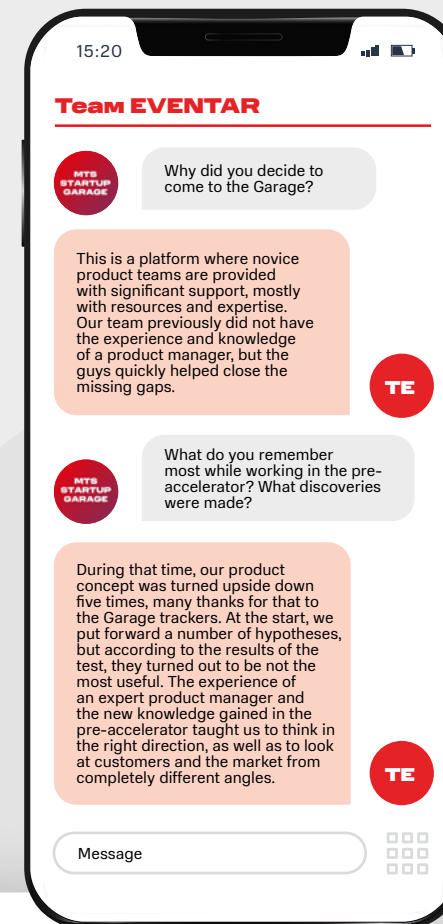 15:20
Team EVENTAR
MTS
STARTUP
GARAGE
Why did you decide to
come to the Garage?
This is a platform where novice
product teams are provided
with significant support, mostly
with resources and expertise.
Our team previously did not have
the experience and knowledge
of a product manager, but the
guys quickly helped close the
missing gaps.
TE
MTS
STARTUP
GARAGE
What do you remember
most while working in the pre-
accelerator? What discoveries
were made?
During that time, our product
concept was turned upside down
five times, many thanks for that to
the Garage trackers. At the start, we
put forward a number of hypotheses,
but according to the results of the
test, they turned out to be not the
most useful. The experience of
an expert product manager and
the new knowledge gained in the
pre-accelerator taught us to think in
the right direction, as well as to look
at customers and the market from
completely different angles.
TE
Message